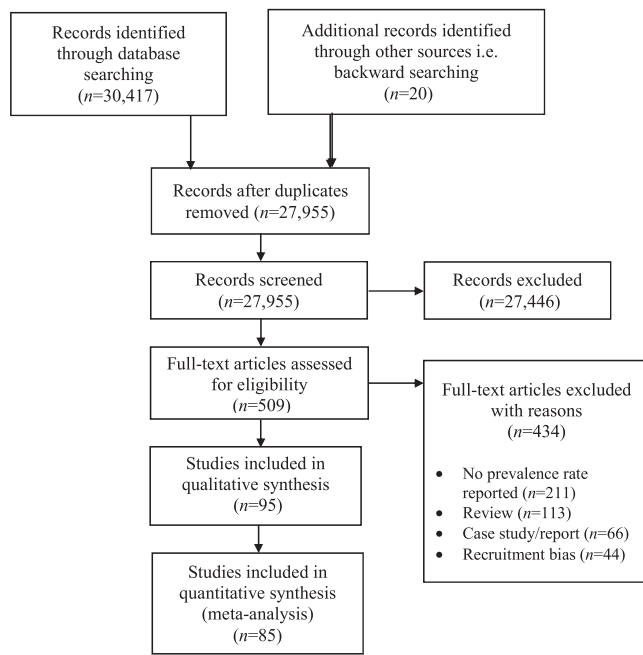 Records identified
through database
searching
(n=30,417)
Additional records identified
through other sources i.e.
backward searching
(n=20)
Records after duplicates
removed (n=27,955)
Records screened
(n=27,955)
Records excluded
(n=27,446)
Full-text articles assessed
for eligibility
(n=509)
Full-text articles excluded
with reasons
(n=434)
• No prevalence rate
reported (n=211)
• Review (n=113)
• Case study/report (n=66)
• Recruitment bias (n=44)
Studies included in
qualitative synthesis
(n=95)
Studies included in
quantitative synthesis
(meta-analysis)
(n=85)